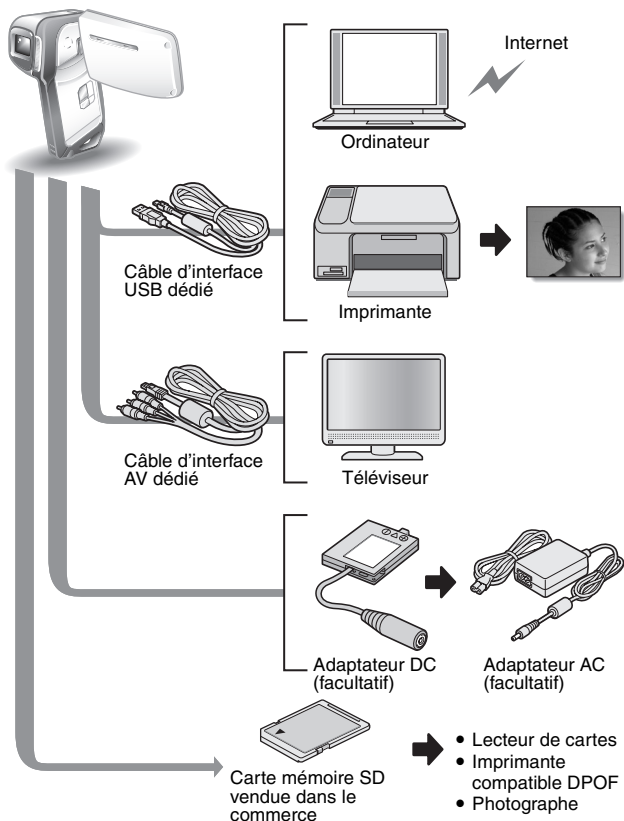 Internet
Ordinateur
Câble d'interface
USB dédié
Imprimante
Câble d'interface
AV dédié
Téléviseur
Adaptateur DC
(facultatif)
Adaptateur AC
(facultatif)
Carte mémoire SD
vendue dans le
commerce
• Lecteur de cartes
• Imprimante
compatible DPOF
• Photographe